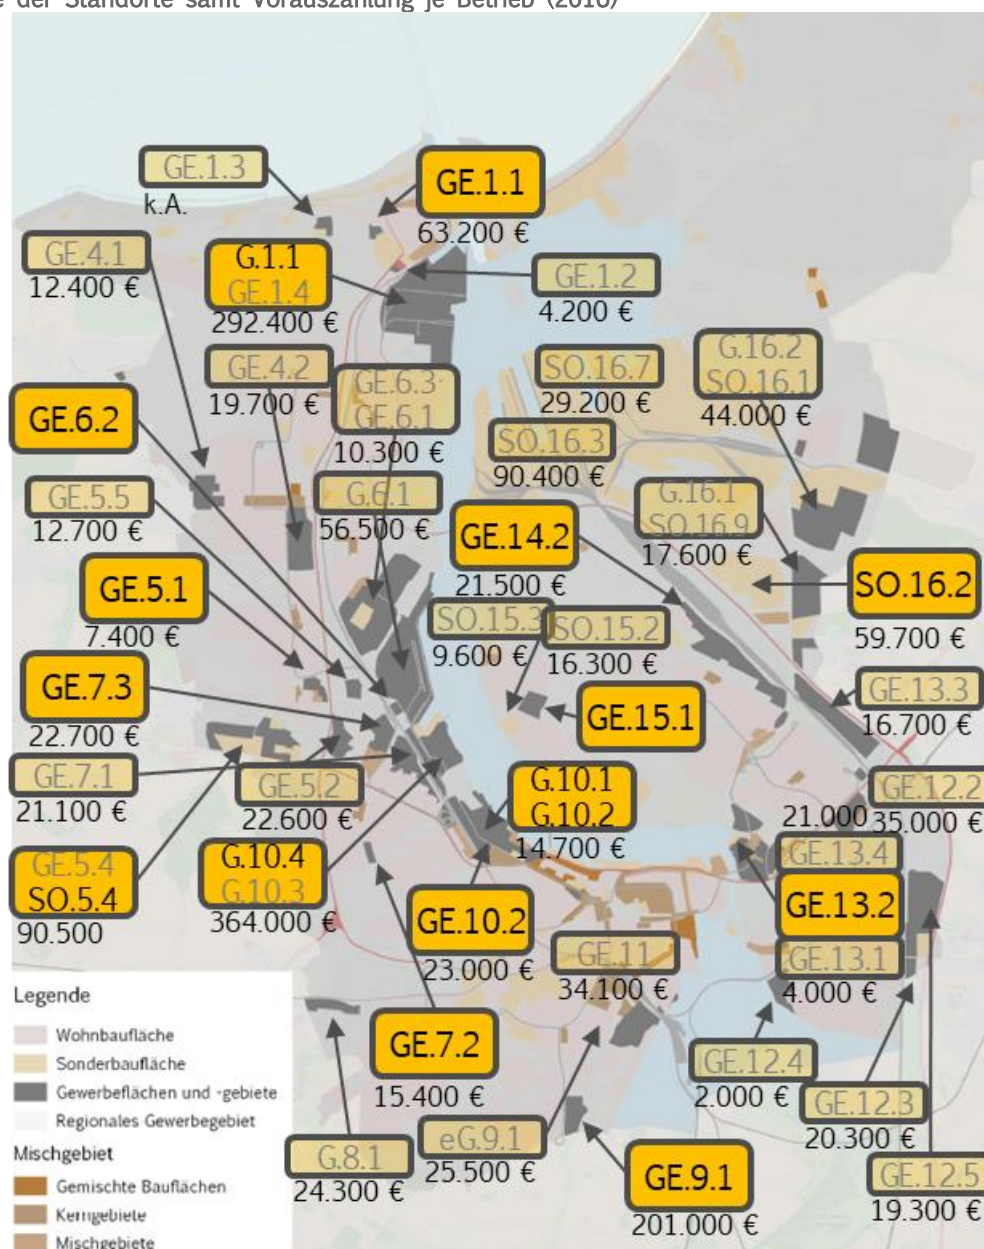 der Standorte samt Vorauszahlung je Betrieb (2016)
GE.1.3
k.A.
GE.1.1
63.200 €
GE.4.1
12.400 €
G.1.1
GE.1.4
292.400 €
GE.1.2
4.200 €
GE.4.2
19.700 €
GE.6.3
GE.6.1
10.300 €
SO.16.7
29.200 €
G.16.2
SO.16.1
44.000 €
GE.6.2
SO.16.3
90.400 €
GE.5.5
12.700 €
G.6.1
56.500 €
GE.14.2
21.500 €
G.16.1
SO.16.9
17.600 €
GE.5.1
7.400 €
SO.16.2
59.700 €
SO.15.3
9.600 €
SO.15.2
16.300 €
GE.7.3
22.700 €
GE.15.1
GE.13.3
16.700 €
GE.7.1
21.100 €
GE.5.2
22.600 €
G.10.1
G.10.2
14.700 €
GE.12.2
35.000 €
21.000
GE.13.4
GE.5.4
SO.5.4
90.500
G.10.4
G.10.3
364.000 €
GE.13.2
GE.10.2
23.000 €
GE.11
34.100 €
GE.13.1
4.000 €
GE.7.2
15.400 €
GE.12.4
2.000 €
GE.12.3
20.300 €
G.8.1
24.300 €
eG.9.1
25.500 €
GE.9.1
201.000 €
GE.12.5
19.300 €
Legende
Wohnbaufläche
Sonderbaufläche
Gewerbeflächen und -gebiete
Regionales Gewerbegebiet
Mischgebiet
Gemischte Bauflächen
Kerngebiete
Mischgebiete